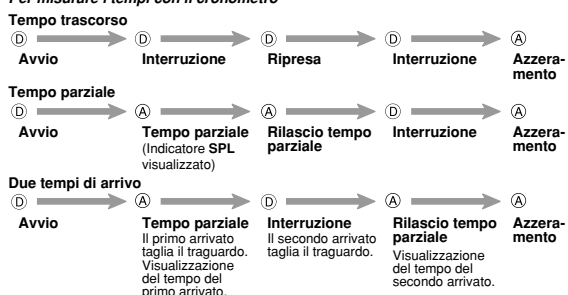 Per misurare i tempi con il cronometro
Tempo trascorso
D D D D A
Avvio Interruzione Ripresa Interruzione Azzera-
mento
Tempo parziale
D A A D A
Avvio Tempo parziale Rilascio tempo Interruzione Azzera-
(Indicatore SPL parziale mento
visualizzato)
Due tempi di arrivo
D A D A A
Avvio Tempo parziale Interruzione Rilascio tempo Azzera-
Il primo arrivato Il secondo arrivato parziale mento
taglia il traguardo. taglia il traguardo. Visualizzazione
Visualizzazione del tempo del
del tempo del secondo arrivato.
primo arrivato.